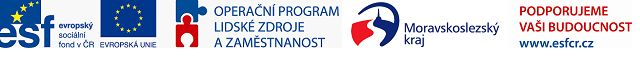 esf
evropský
sociální
fond v ČR
EVROPSKÁ UNIE
OPERAČNÍ PROGRAM
LIDSKÉ ZDROJE
A ZAMĚSTNANOST
Moravskoslezský
kraj
PODPORUJEME
VAŠI BUDOUCNOST
www.esfcr.cz